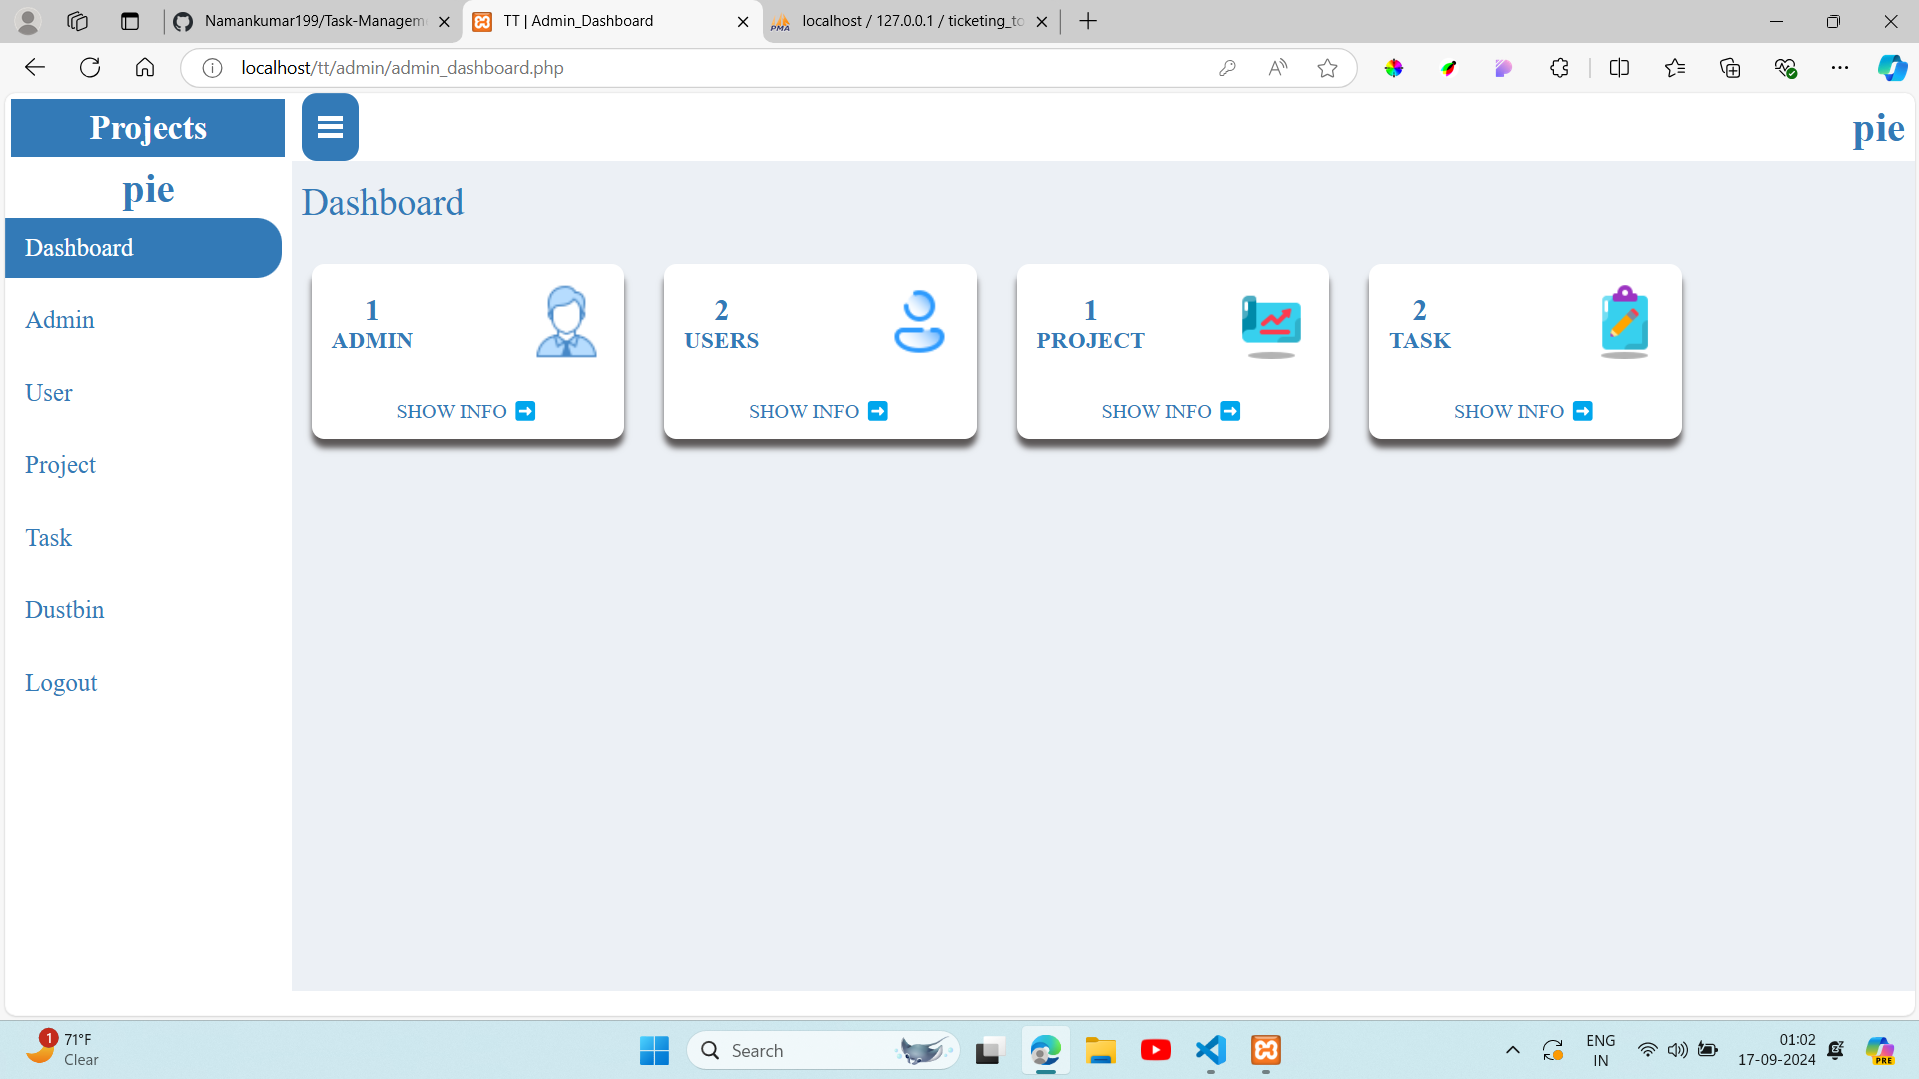 Namankumar199/Task-Managem
TT | Admin_Dashboard
localhost / 127.0.0.1 / ticketing_to
localhost/tt/admin/admin_dashboard.php
Projects
pie
pie
Dashboard
Admin
User
Project
Task
Dustbin
Logout
Dashboard
1
ADMIN
SHOW INFO
2
USERS
SHOW INFO
1
PROJECT
SHOW INFO
2
TASK
SHOW INFO
1
71°F
Clear
Search
ENG
IN
01:02
17-09-2024
PRE